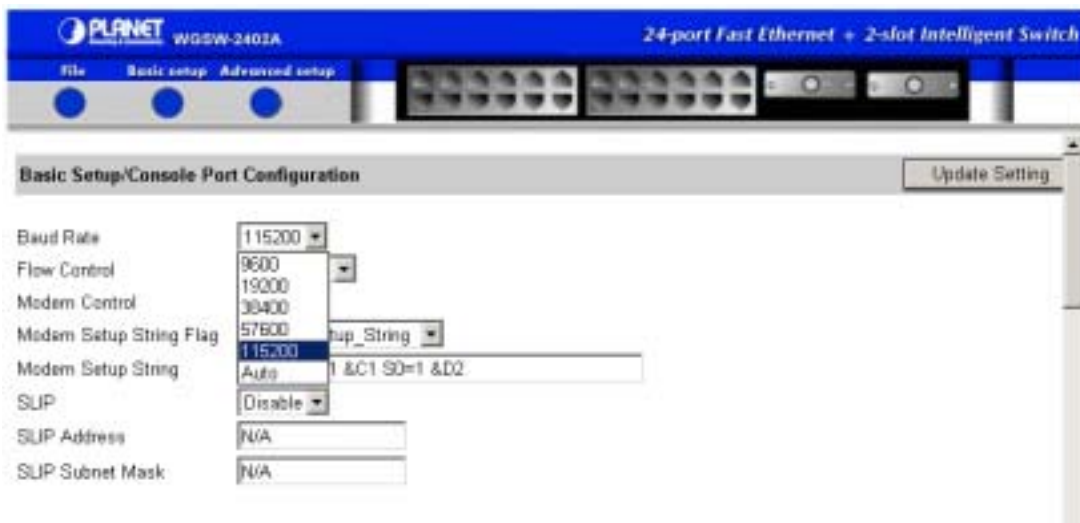 PLANET WGSW-2402A
24-port Fast Ethernet + 2-slot Intelligent Switch
File Basic setup Advanced setup
Basic Setup/Console Port Configuration
Update Setting
Baud Rate 115200
9600
Flow Control
19200
Modem Control
38400
57600
Modem Setup String Flag tup_String
115200
Modem Setup String 1 &C1 S0=1 &D2
Auto
SLIP Disable
SLIP Address N/A
SLIP Subnet Mask N/A